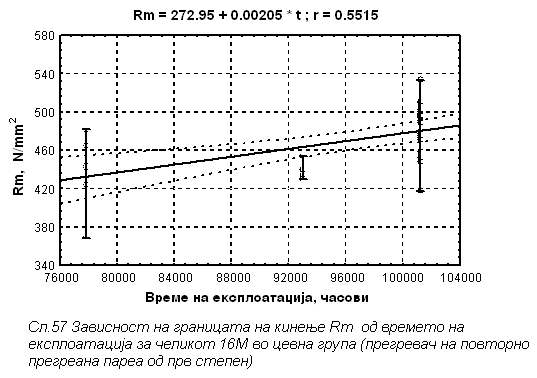 Rm = 272.95 + 0.00205 * t ; r = 0.5515
580
540
500
460
420
380
340
Rm, N/mm²
76000 80000 84000 88000 92000 96000 100000 104000
Време на експлоатација, часови
Сл.57 Зависност на границата на кинење Rm од времето на
експлоатација за челикот 16М во цевна група (прегревач на повторно
прегреана пареа од прв степен)